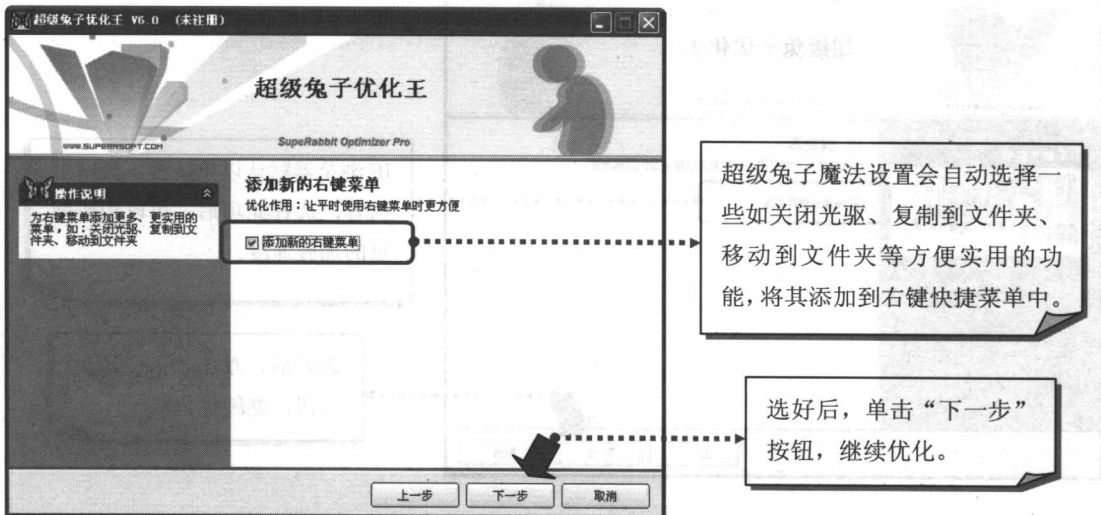 超级兔子优化王 V6.0 (未注册)
超级兔子优化王
WWW.SUPERRSOFT.COM
SupeRabbit Optimizer Pro
操作说明
为右键菜单添加更多、更实用的
菜单，如：关闭光驱、复制到文
件夹、移动到文件夹
添加新的右键菜单
优化作用：让平时使用右键菜单时更方便
添加新的右键菜单
超级兔子魔法设置会自动选择一
些如关闭光驱、复制到文件夹、
移动到文件夹等方便实用的功
能，将其添加到右键快捷菜单中。
选好后，单击“下一步”
按钮，继续优化。
上一步
下一步
取消